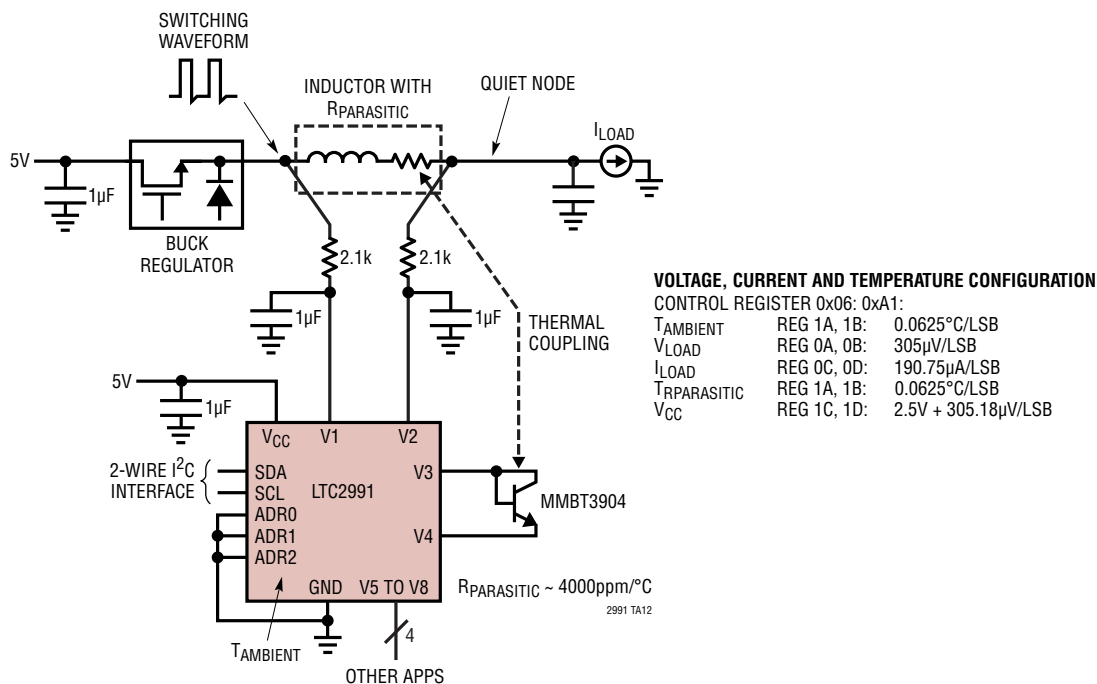 SWITCHING
WAVEFORM
INDUCTOR WITH
RPARASITIC
QUIET NODE
ILOAD
5V
1µF
BUCK
REGULATOR
2.1k
2.1k
1µF
1µF
THERMAL
COUPLING
VOLTAGE, CURRENT AND TEMPERATURE CONFIGURATION
CONTROL REGISTER 0x06: 0xA1:
TAMBIENT REG 1A, 1B: 0.0625°C/LSB
VLOAD REG 0A, 0B: 305µV/LSB
ILOAD REG 0C, 0D: 190.75µA/LSB
TRPARASITIC REG 1A, 1B: 0.0625°C/LSB
VCC REG 1C, 1D: 2.5V + 305.18µV/LSB
5V
1µF
VCC V1 V2
2-WIRE I2C
INTERFACE
SDA
SCL
ADR0
ADR1
ADR2
LTC2991
V3
V4
MMBT3904
GND V5 TO V8
RPARASITIC ~ 4000ppm/°C
2991 TA12
4
TAMBIENT
OTHER APPS